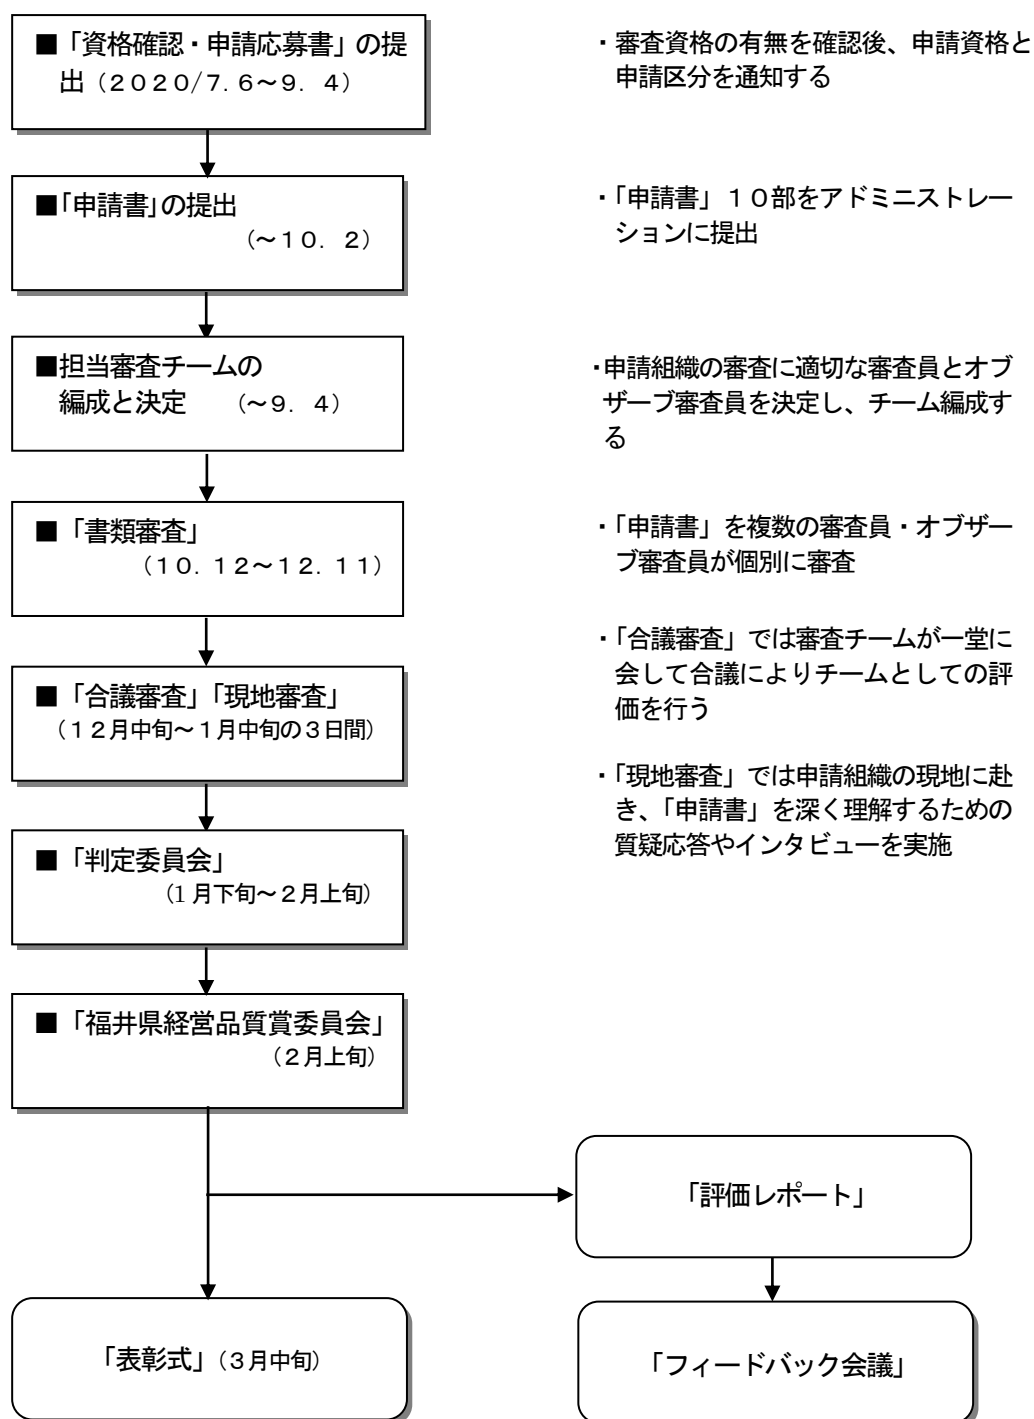 ■「資格確認・申請応募書」の提
出（２０２０/７.６～９．４）
・審査資格の有無を確認後、申請資格と
申請区分を通知する
■「申請書」の提出
（～１０．２）
・「申請書」１０部をアドミニストレー
ションに提出
■担当審査チームの
編成と決定　（～９．４）
・申請組織の審査に適切な審査員とオブ
ザーブ審査員を決定し、チーム編成す
る
■「書類審査」
（１０．１２～１２．１１）
・「申請書」を複数の審査員・オブザー
ブ審査員が個別に審査
■「合議審査」「現地審査」
（１２月中旬～１月中旬の３日間）
・「合議審査」では審査チームが一堂に
会して合議によりチームとしての評
価を行う
・「現地審査」では申請組織の現地に赴
き、「申請書」を深く理解するための
質疑応答やインタビューを実施
■「判定委員会」
（1 月下旬～２月上旬）
■「福井県経営品質賞委員会」
（２月上旬）
「評価レポート」
「表彰式」（３月中旬）
「フィードバック会議」